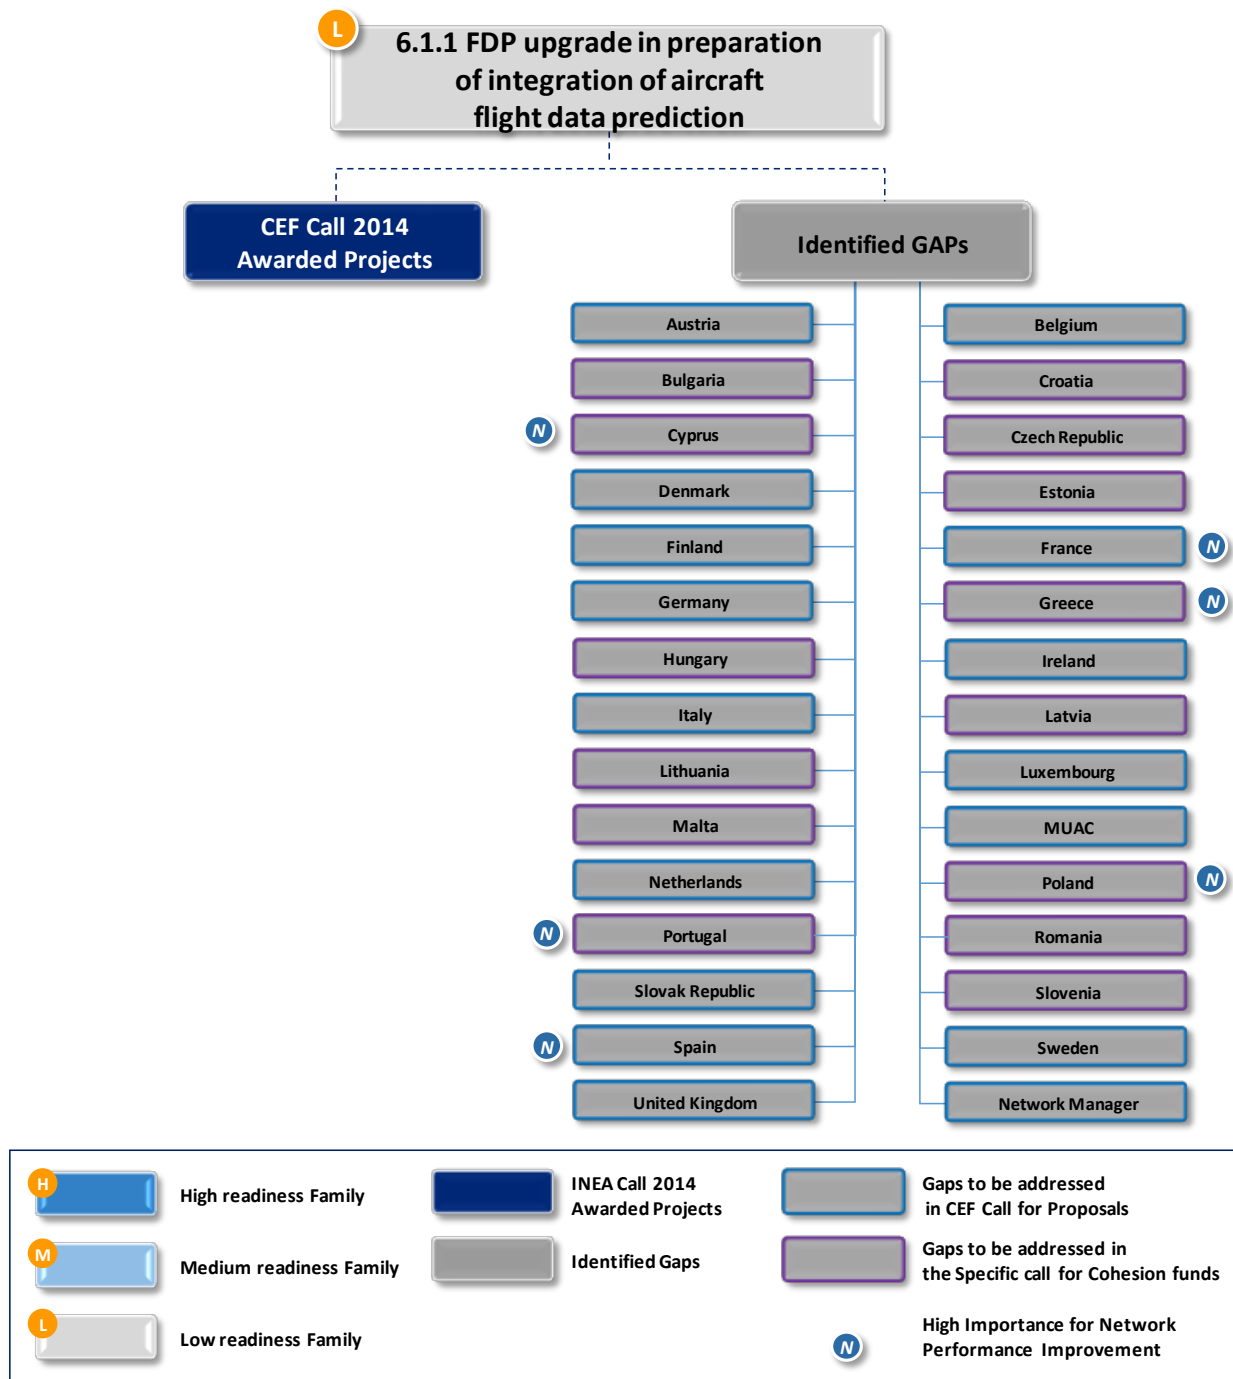 L
6.1.1 FDP upgrade in preparation
of integration of aircraft
flight data prediction
CEF Call 2014
Awarded Projects
Identified GAPs
Austria
Belgium
Bulgaria
Croatia
N
Cyprus
Czech Republic
Denmark
Estonia
Finland
France
N
Germany
Greece
N
Hungary
Ireland
Italy
Latvia
Lithuania
Luxembourg
Malta
MUAC
Netherlands
Poland
N
N
Portugal
Romania
Slovak Republic
Slovenia
N
Spain
Sweden
United Kingdom
Network Manager
H
High readiness Family
INEA Call 2014
Awarded Projects
Gaps to be addressed
in CEF Call for Proposals
M
Medium readiness Family
Identified Gaps
Gaps to be addressed in
the Specific call for Cohesion funds
L
Low readiness Family
N
High Importance for Network
Performance Improvement